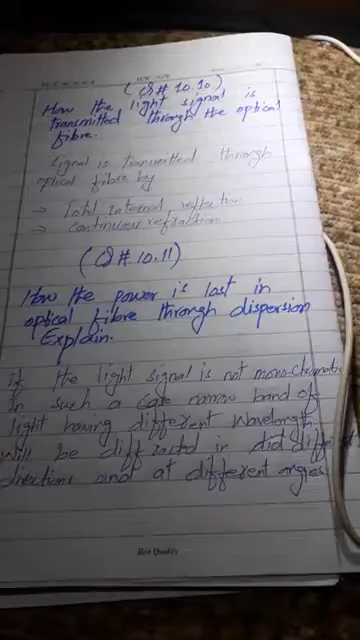 (Q# 10.10)
How the light signal is
transmitted through the optical
fibre.
Signal is transmitted through
optical fibre by
→ Total internal reflection
→ Continuous refraction
(Q# 10.11)
How the power is lost in
optical fibre through dispersion
Explain.
If the light signal is not mono-chromatic
In such a case narrow band of
light having different wavelength
will be diffracted in different
directions and at different angles
Best Quality